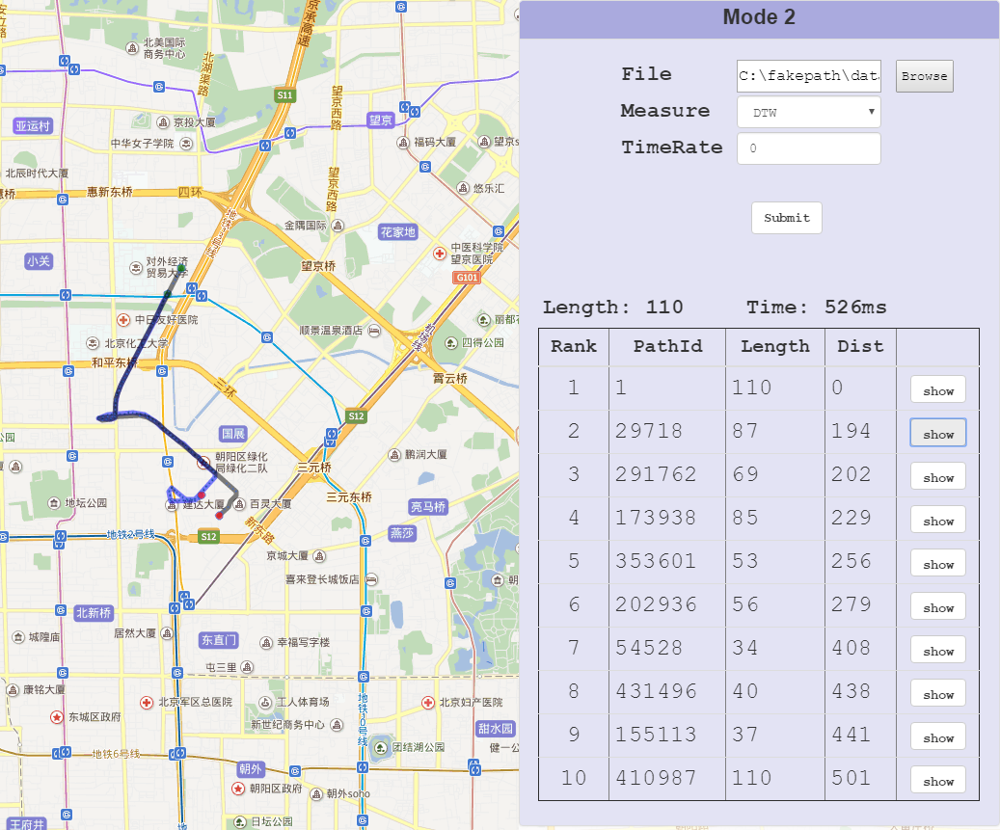 京承高速
北美国际
商务中心
北湖渠路
S11
望京西路
京投大厦
亚运村
望京
中华女子学院
福码大厦
北辰时代大厦
悠乐汇
惠新东桥
四环
望京西路
金隅国际
花家地
中医科学院
望京医院
小关
对外经济
贸易大学
望京桥
G101
中日友好医院
顺景温泉酒店
机场线
四得公园
北京化工大学
和平东桥
霄云桥
三环
S12
国展
朝阳区绿化
局绿化二队
鹏润大厦
三元桥
地坛公园
建达大厦
百灵大厦
三元东桥
亮马桥
地铁2号线
S12
新东路
燕莎
京城大厦
喜来登长城饭店
北新桥
城隍庙
居然大厦
东直门
幸福写字楼
屯三里
康铭大厦
北京军区总医院
工人体育场
北京妇产医院
东城区政府
新世纪商务中心
地铁10号线
甜水园
地铁6号线
团结湖公园
健一公
朝外
朝阳区政府
朝外soho
日坛公园
王府井
Mode 2
File C:\fakepath\dat Browse
Measure DTW
TimeRate 0
Submit
Length: 110 Time: 526ms
Rank PathId Length Dist
1 1 110 0 show
2 29718 87 194 show
3 291762 69 202 show
4 173938 85 229 show
5 353601 53 256 show
6 202936 56 279 show
7 54528 34 408 show
8 431496 40 438 show
9 155113 37 441 show
10 410987 110 501 show